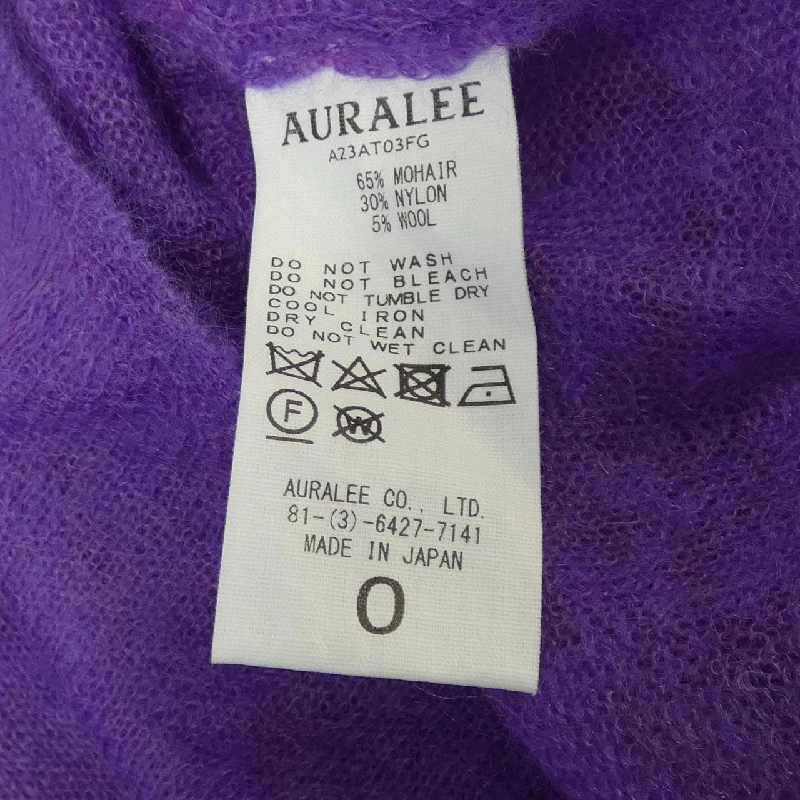 AURALEE
A23AT03FG
65% MOHAIR
30% NYLON
5% WOOL
DO NOT WASH
DO NOT BLEACH
DO NOT TUMBLE DRY
COOL IRON
DRY CLEAN
DO NOT WET CLEAN
F W
AURALEE CO., LTD.
81-(3)-6427-7141
MADE IN JAPAN
0